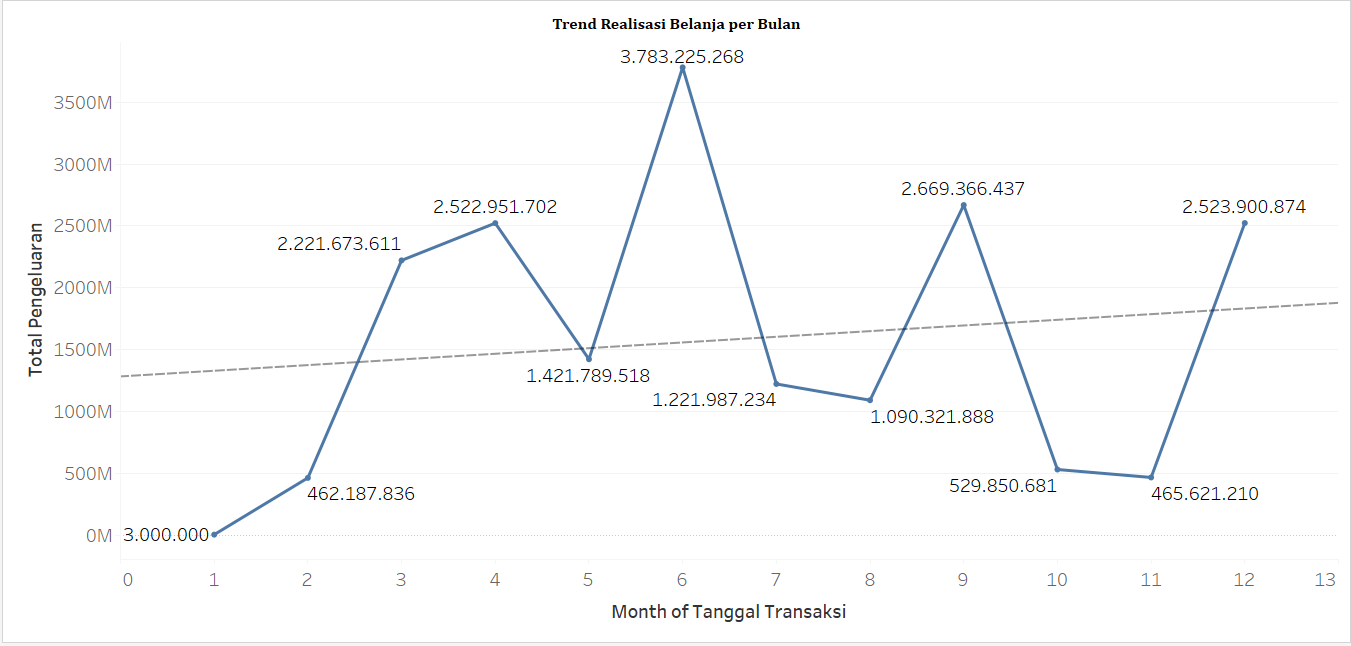 Trend Realisasi Belanja per Bulan
3.783.225.268
3500M
3000M
2.669.366.437
2.522.951.702
2.523.900.874
2500M
2.221.673.611
2000M
Total Pengeluaran
1500M
1.421.789.518
1.221.987.234
1000M
1.090.321.888
500M
529.850.681
462.187.836
465.621.210
0M
3.000.000
0 1 2 3 4 5 6 7 8 9 10 11 12 13
Month of Tanggal Transaksi